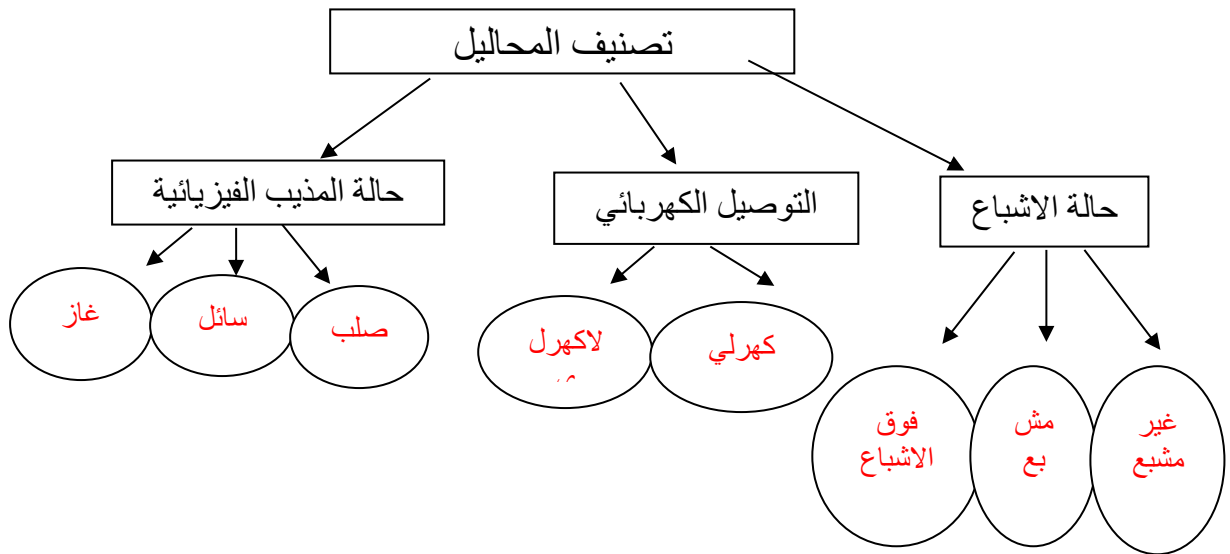 تصنيف المحاليل
حالة الاشباع
التوصيل الكهربائي
حالة المذيب الفيزيائية
غير
مشبع
مش
بع
فوق
الاشباع
كهرلي
لاكهرل
ي
صلب
سائل
غاز